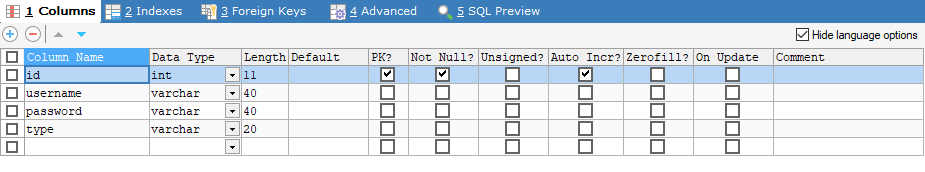 1 Columns 2 Indexes 3 Foreign Keys 4 Advanced 5 SQL Preview
Hide language options
Column Name Data Type Length Default PK? Not Null? Unsigned? Auto Incr? Zerofill? On Update Comment
id int 11
username varchar 40
password varchar 40
type varchar 20